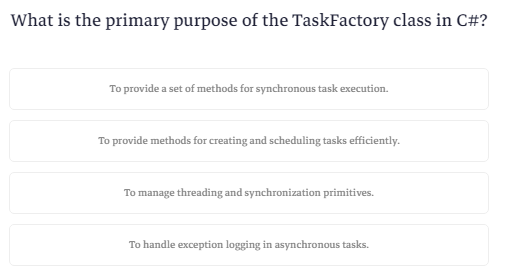 What is the primary purpose of the TaskFactory class in C#?
To provide a set of methods for synchronous task execution.
To provide methods for creating and scheduling tasks efficiently.
To manage threading and synchronization primitives.
To handle exception logging in asynchronous tasks.